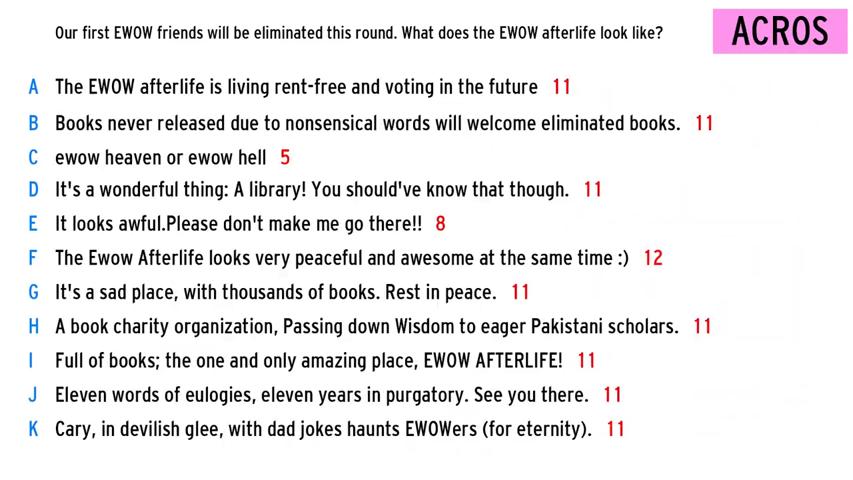 Our first EWOW friends will be eliminated this round. What does the EWOW afterlife look like?
ACROS
A The EWOW afterlife is living rent-free and voting in the future 11
B Books never released due to nonsensical words will welcome eliminated books. 11
C ewow heaven or ewow hell 5
D It's a wonderful thing: A library! You should've know that though. 11
E It looks awful.Please don't make me go there!! 8
F The Ewow Afterlife looks very peaceful and awesome at the same time :) 12
G It's a sad place, with thousands of books. Rest in peace. 11
H A book charity organization, Passing down Wisdom to eager Pakistani scholars. 11
I Full of books; the one and only amazing place, EWOW AFTERLIFE! 11
J Eleven words of eulogies, eleven years in purgatory. See you there. 11
K Cary, in devilish glee, with dad jokes haunts EWOWers (for eternity). 11